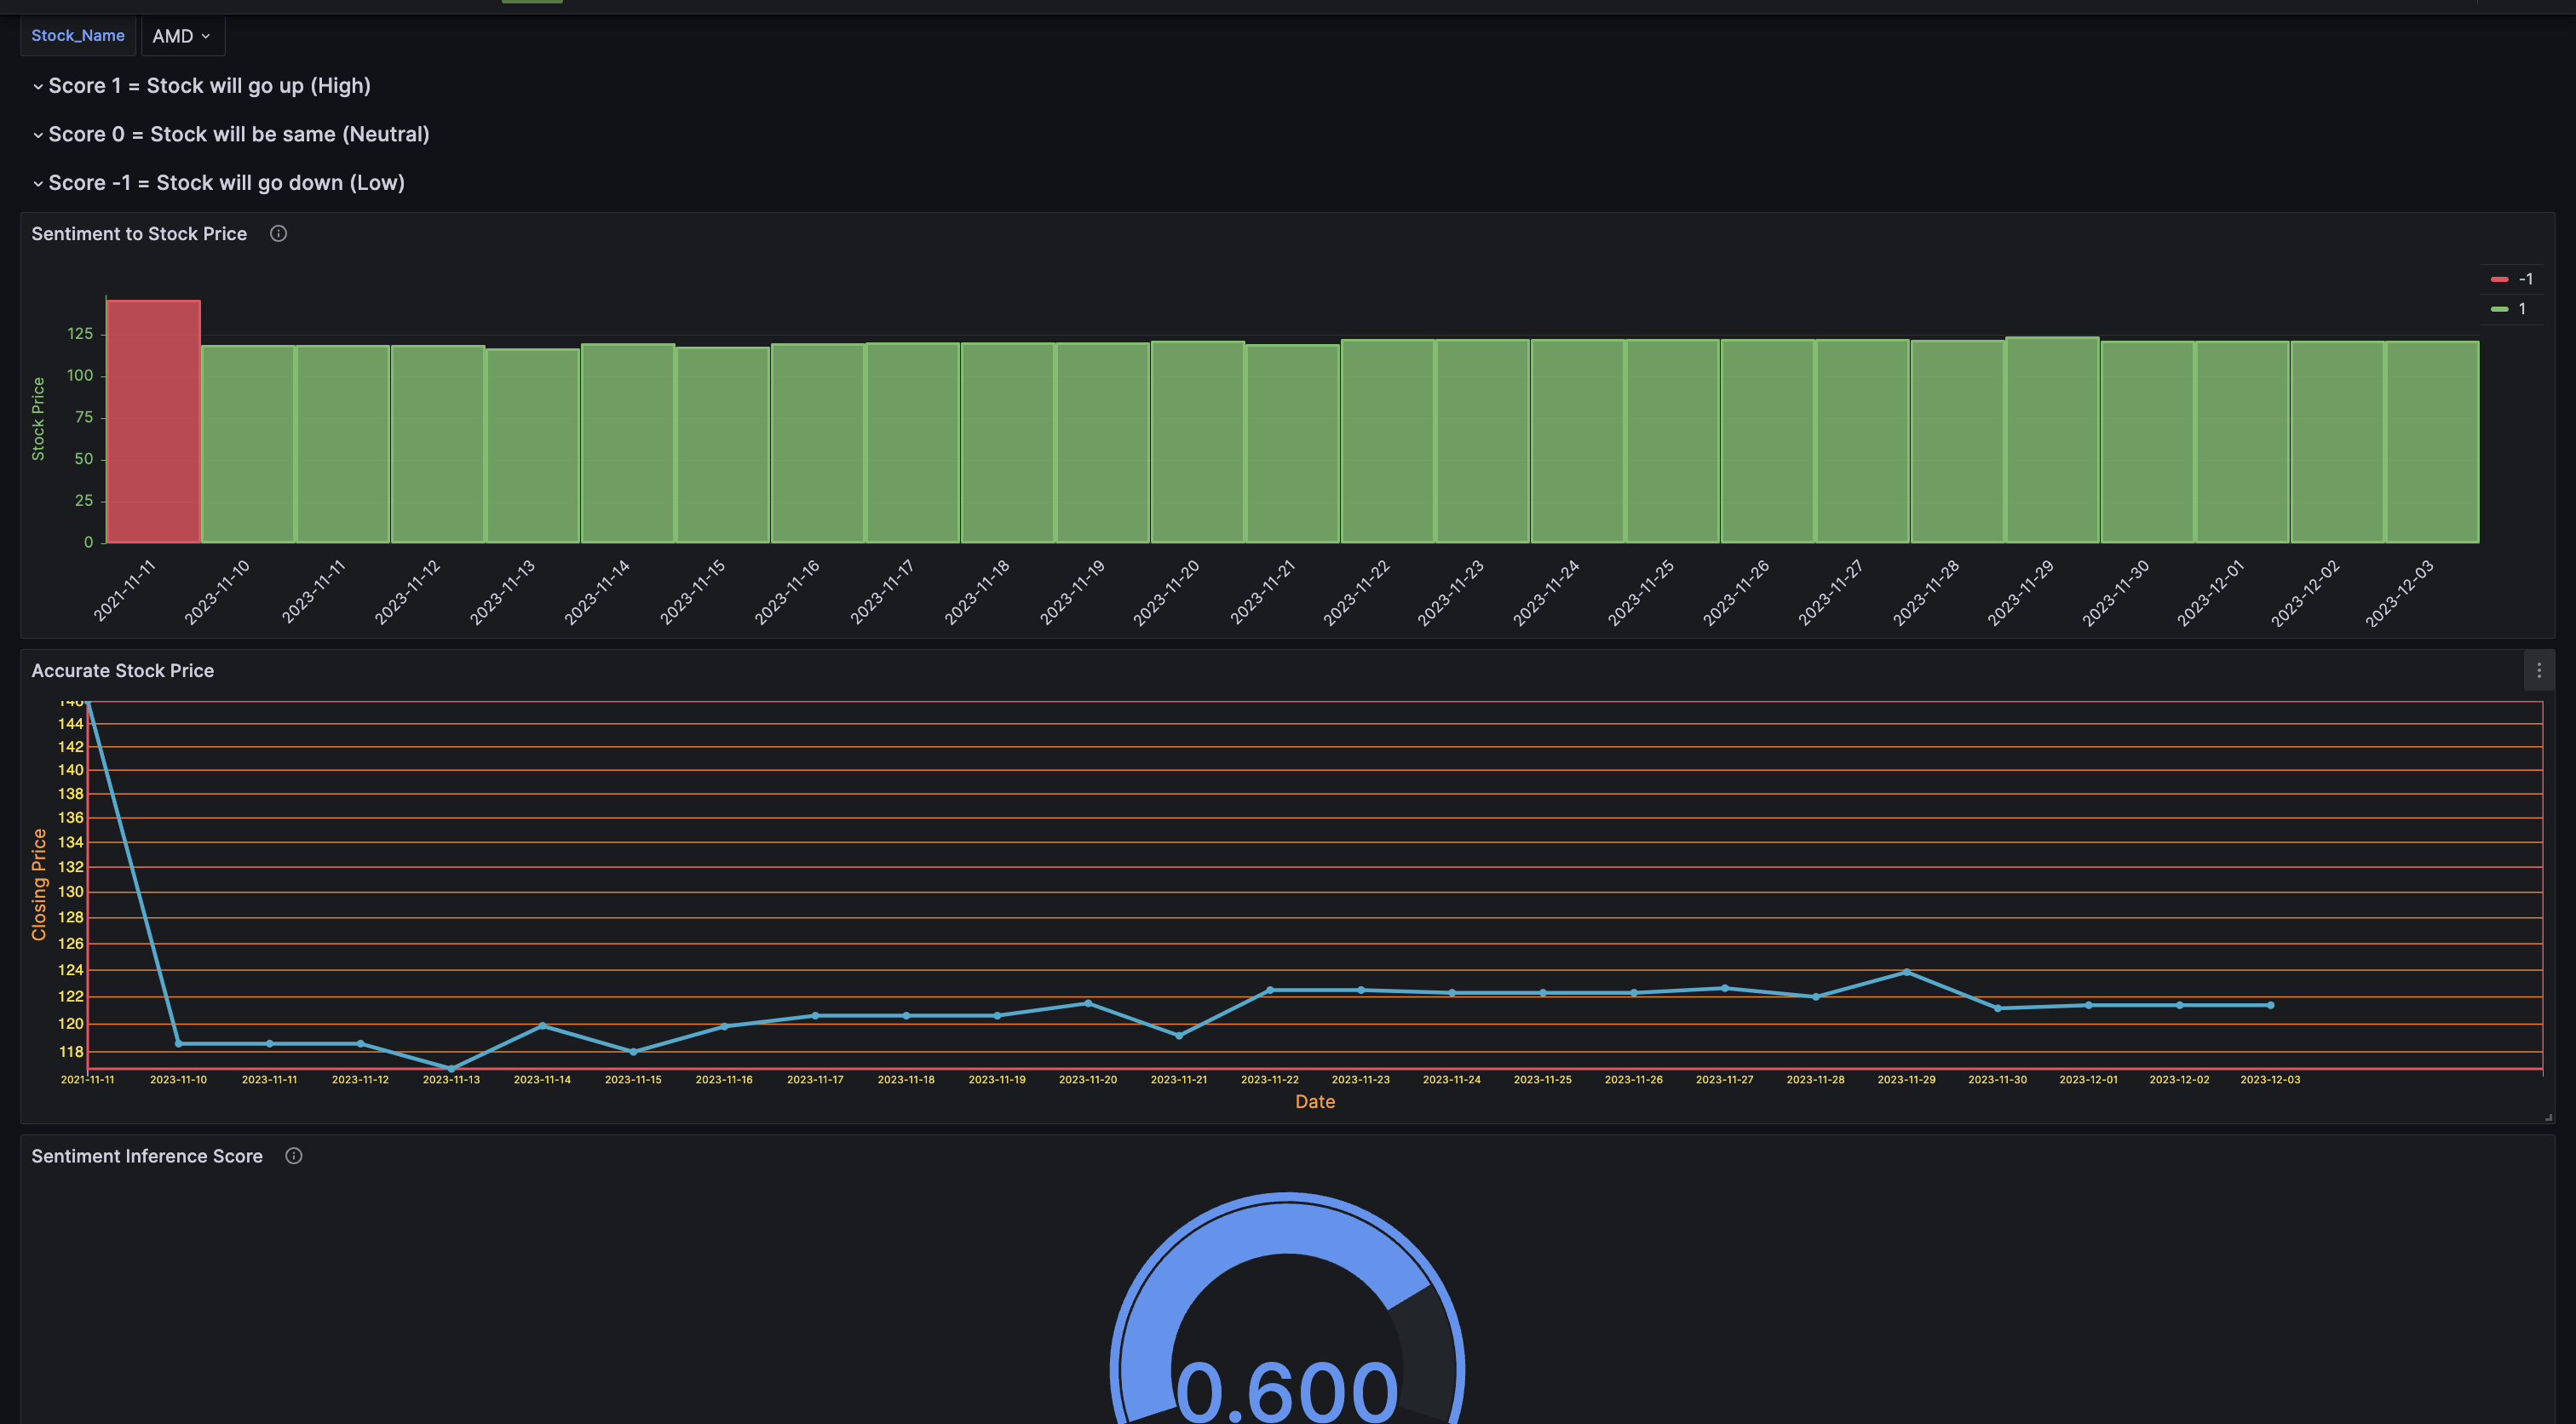 Stock_Name AMD
Score 1 = Stock will go up (High)
Score 0 = Stock will be same (Neutral)
Score -1 = Stock will go down (Low)
Sentiment to Stock Price
-1
1
Stock Price
125
100
75
50
25
0
2021-11-11 2023-11-10 2023-11-11 2023-11-12 2023-11-13 2023-11-14 2023-11-15 2023-11-16 2023-11-17 2023-11-18 2023-11-19 2023-11-20 2023-11-21 2023-11-22 2023-11-23 2023-11-24 2023-11-25 2023-11-26 2023-11-27 2023-11-28 2023-11-29 2023-11-30 2023-12-01 2023-12-02 2023-12-03
Accurate Stock Price
Closing Price
146
144
142
140
138
136
134
132
130
128
126
124
122
120
118
2021-11-11 2023-11-10 2023-11-11 2023-11-12 2023-11-13 2023-11-14 2023-11-15 2023-11-16 2023-11-17 2023-11-18 2023-11-19 2023-11-20 2023-11-21 2023-11-22 2023-11-23 2023-11-24 2023-11-25 2023-11-26 2023-11-27 2023-11-28 2023-11-29 2023-11-30 2023-12-01 2023-12-02 2023-12-03
Date
Sentiment Inference Score
0.600